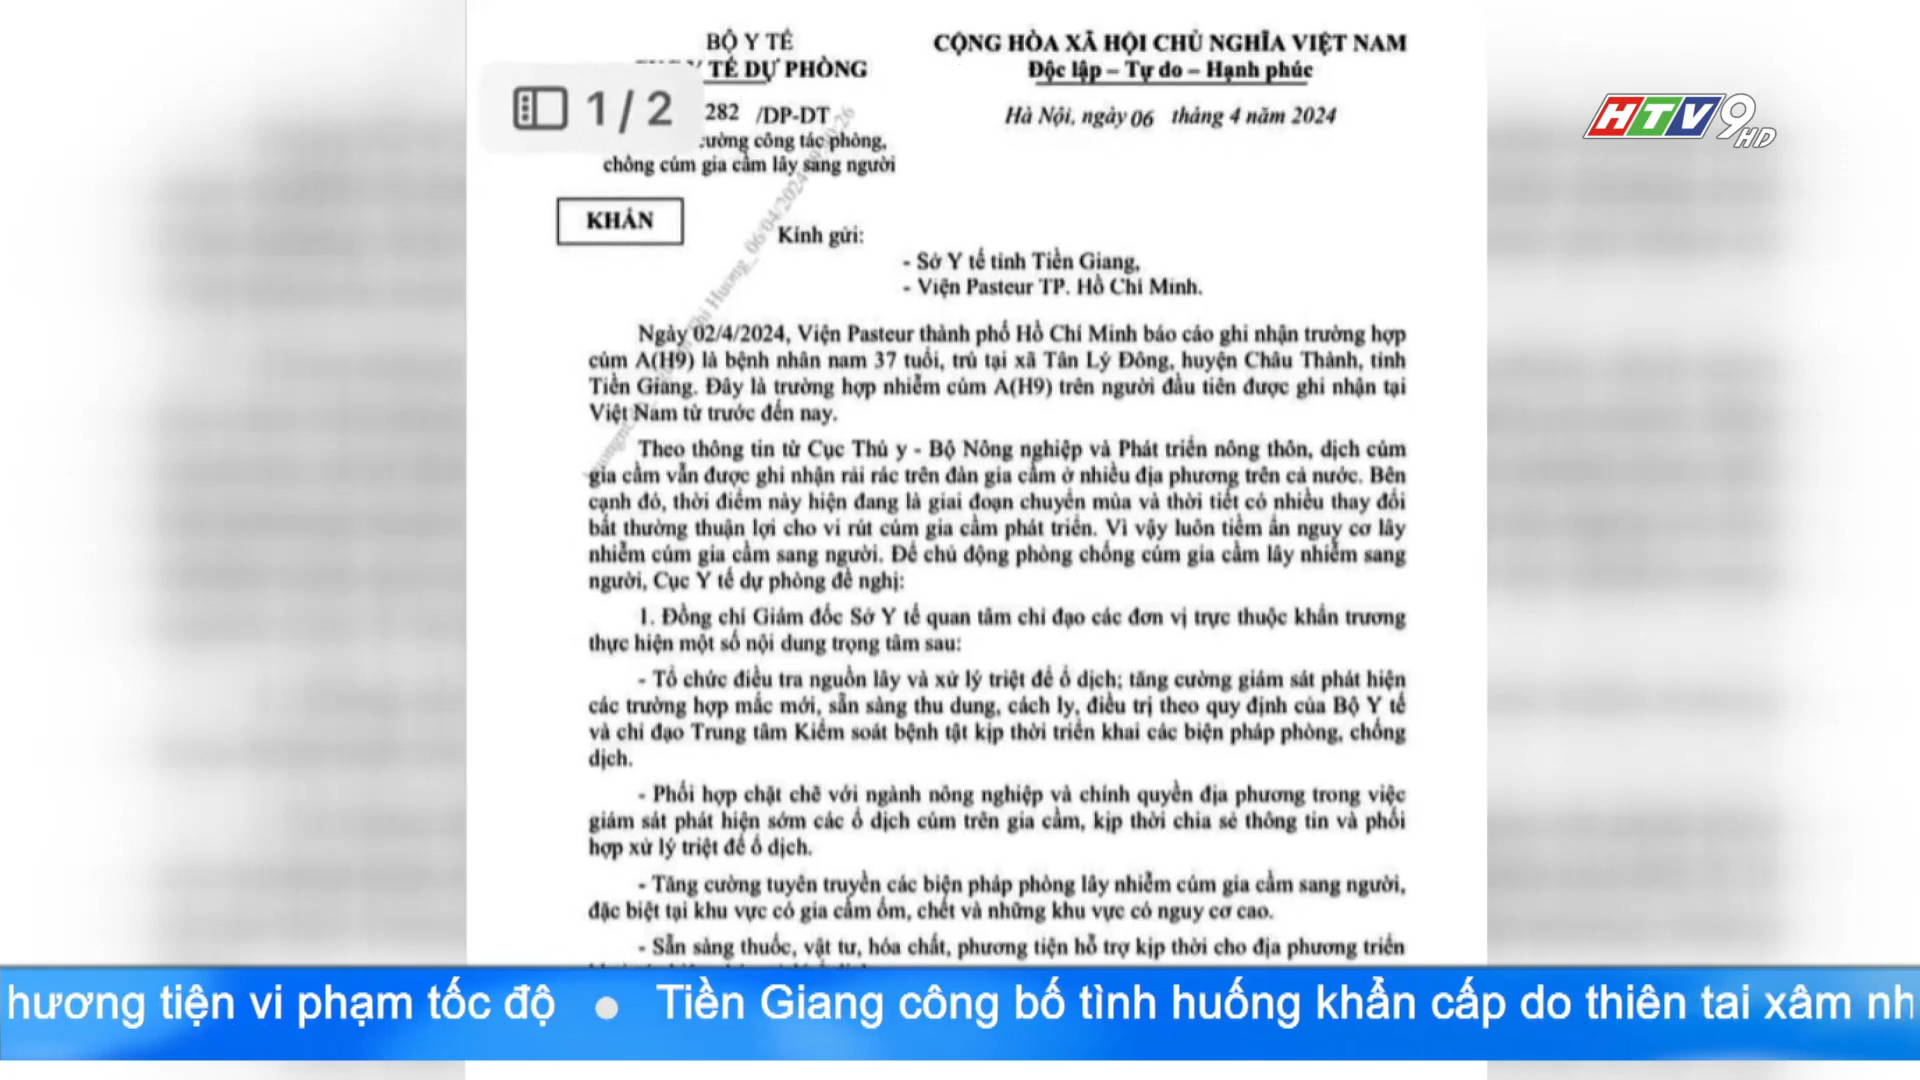 BỘ Y TẾ
TẾ DỰ PHÒNG
CỘNG HÒA XÃ HỘI CHỦ NGHĨA VIỆT NAM
Độc lập – Tự do – Hạnh phúc
1 / 2
282 /DP-DT
công tác phòng,
chống cúm gia cầm lây sang người
Hà Nội, ngày 06 tháng 4 năm 2024
HTV9 HD
KHẨN
Kính gửi:
- Sở Y tế tỉnh Tiền Giang,
- Viện Pasteur TP. Hồ Chí Minh.
Ngày 02/4/2024, Viện Pasteur thành phố Hồ Chí Minh báo cáo ghi nhận trường hợp
cúm A(H9) là bệnh nhân nam 37 tuổi, trú tại xã Tân Lý Đông, huyện Châu Thành, tỉnh
Tiền Giang. Đây là trường hợp nhiễm cúm A(H9) trên người đầu tiên được ghi nhận tại
Việt Nam từ trước đến nay.
Theo thông tin từ Cục Thú y - Bộ Nông nghiệp và Phát triển nông thôn, dịch cúm
gia cầm vẫn được ghi nhận rải rác trên đàn gia cầm ở nhiều địa phương trên cả nước. Bên
cạnh đó, thời điểm này hiện đang là giai đoạn chuyển mùa và thời tiết có nhiều thay đổi
bất thường thuận lợi cho vi rút cúm gia cầm phát triển. Vì vậy luôn tiềm ẩn nguy cơ lây
nhiễm cúm gia cầm sang người. Để chủ động phòng chống cúm gia cầm lây nhiễm sang
người, Cục Y tế dự phòng đề nghị:
1. Đồng chí Giám đốc Sở Y tế quan tâm chỉ đạo các đơn vị trực thuộc khẩn trương
thực hiện một số nội dung trọng tâm sau:
- Tổ chức điều tra nguồn lây và xử lý triệt để ổ dịch; tăng cường giám sát phát hiện
các trường hợp mắc mới, sẵn sàng thu dung, cách ly, điều trị theo quy định của Bộ Y tế
và chỉ đạo Trung tâm Kiểm soát bệnh tật kịp thời triển khai các biện pháp phòng, chống
dịch.
- Phối hợp chặt chẽ với ngành nông nghiệp và chính quyền địa phương trong việc
giám sát phát hiện sớm các ổ dịch cúm trên gia cầm, kịp thời chia sẻ thông tin và phối
hợp xử lý triệt để ổ dịch.
- Tăng cường tuyên truyền các biện pháp phòng lây nhiễm cúm gia cầm sang người,
đặc biệt tại khu vực có gia cầm ốm, chết và những khu vực có nguy cơ cao.
- Sẵn sàng thuốc, vật tư, hóa chất, phương tiện hỗ trợ kịp thời cho địa phương triển
hương tiện vi phạm tốc độ ● Tiền Giang công bố tình huống khẩn cấp do thiên tai xâm nh